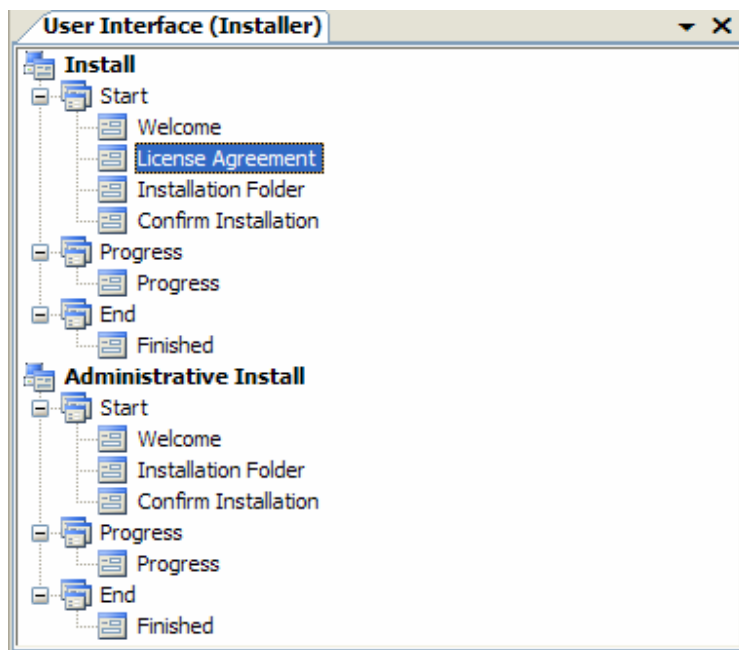 User Interface (Installer)
Install
Start
Welcome
License Agreement
Installation Folder
Confirm Installation
Progress
Progress
End
Finished
Administrative Install
Start
Welcome
Installation Folder
Confirm Installation
Progress
Progress
End
Finished